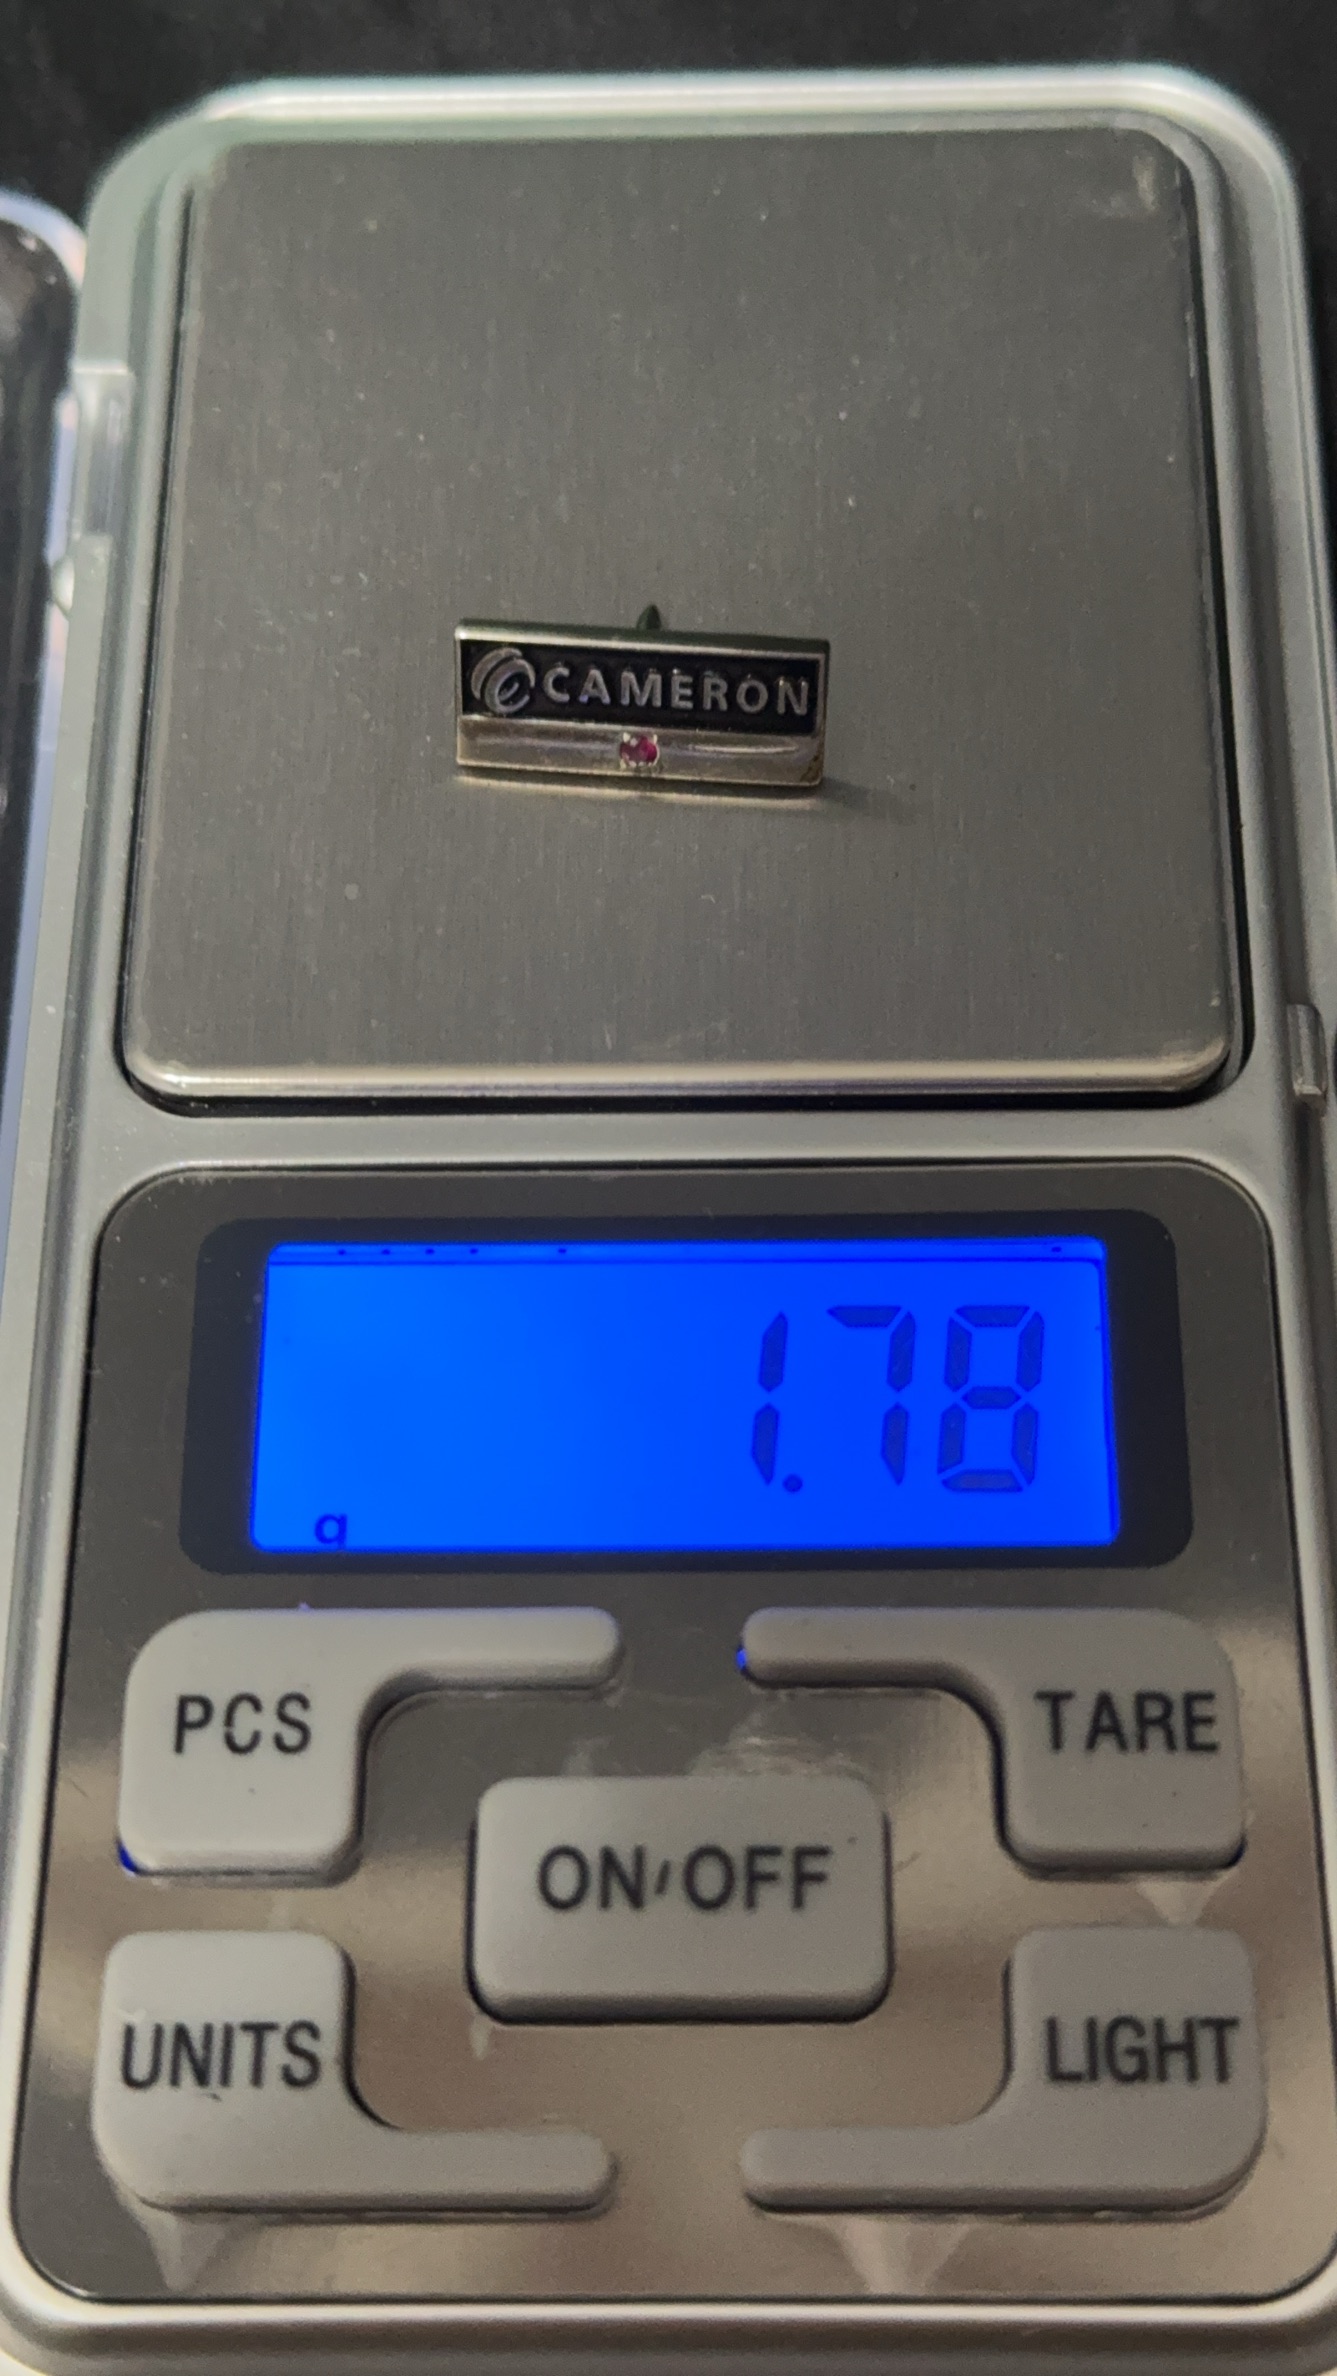 CAMERON
1.78
g
PCS
TARE
ON/OFF
UNITS
LIGHT